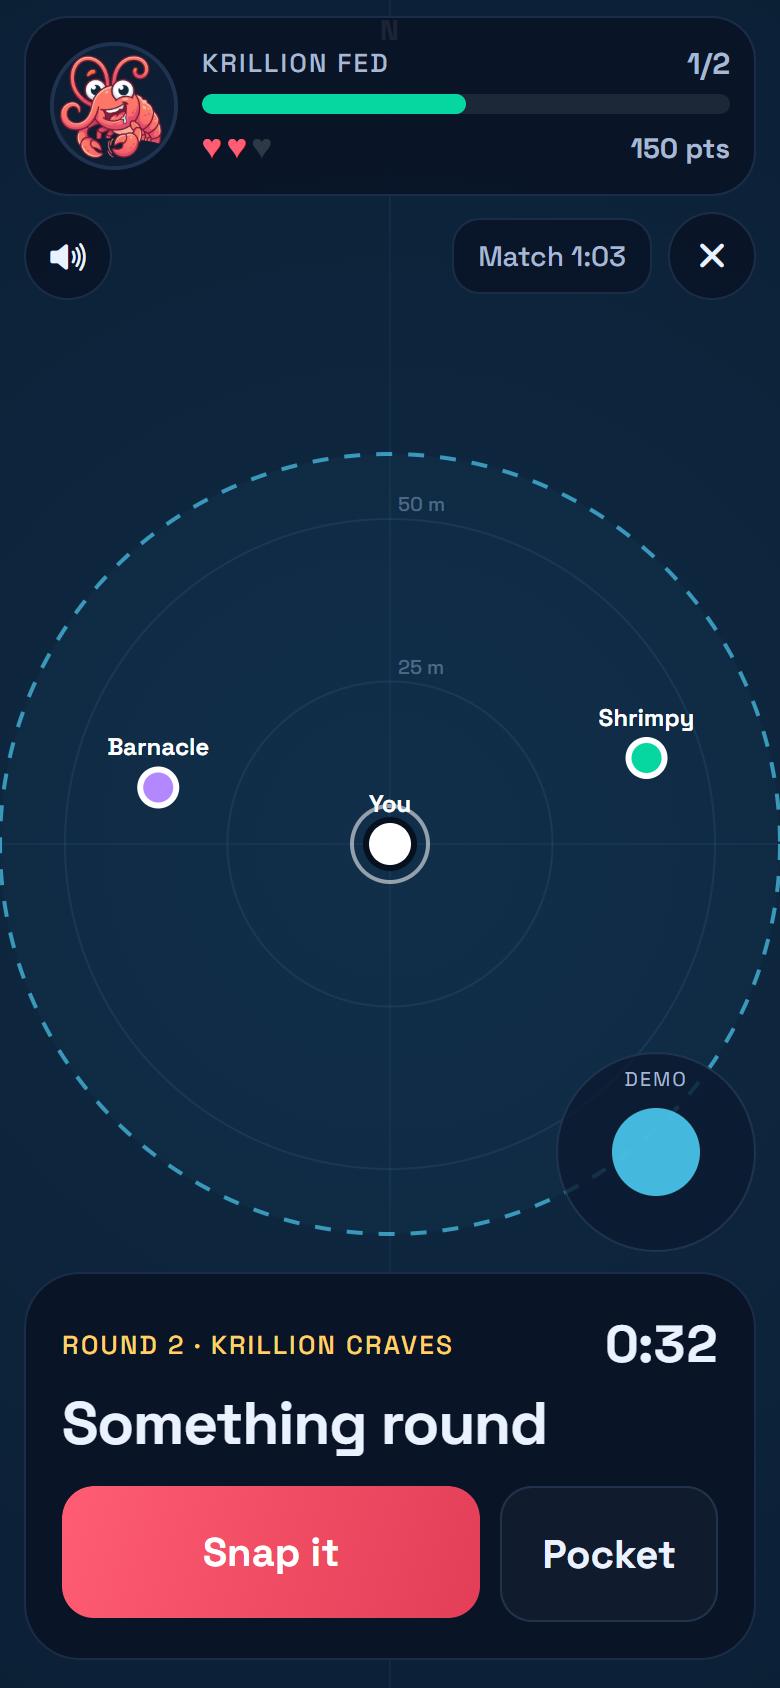 N
KRILLION FED
1/2
150 pts
Match 1:03
50 m
25 m
Shrimpy
Barnacle
You
DEMO
ROUND 2 · KRILLION CRAVES
0:32
Something round
Snap it
Pocket